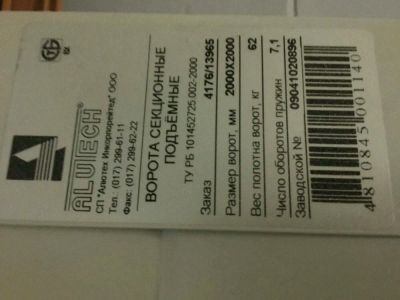 ALUTECH
СП "Алютех Инкорпорейтед" ООО
Тел.: (017) 299-61-11
Факс: (017) 299-62-22
ВОРОТА СЕКЦИОННЫЕ
ПОДЪЁМНЫЕ
ТУ РБ 101452725.002-2000
Заказ 4176/13965
Размер ворот, мм 2000X2000
Вес полотна ворот, кг 62
Число оборотов пружин 7,1
Заводской № 09041020896
4810845001140